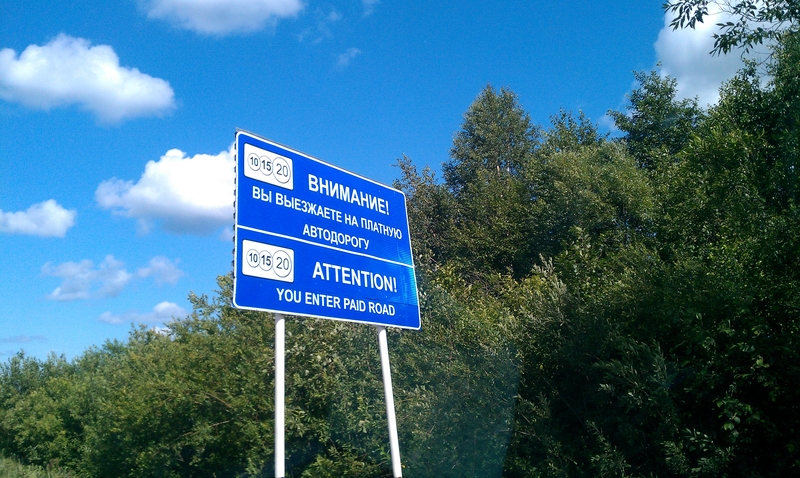 10 15 20
ВНИМАНИЕ!
ВЫ ВЫЕЗЖАЕТЕ НА ПЛАТНУЮ
АВТОДОРОГУ
10 15 20
ATTENTION!
YOU ENTER PAID ROAD